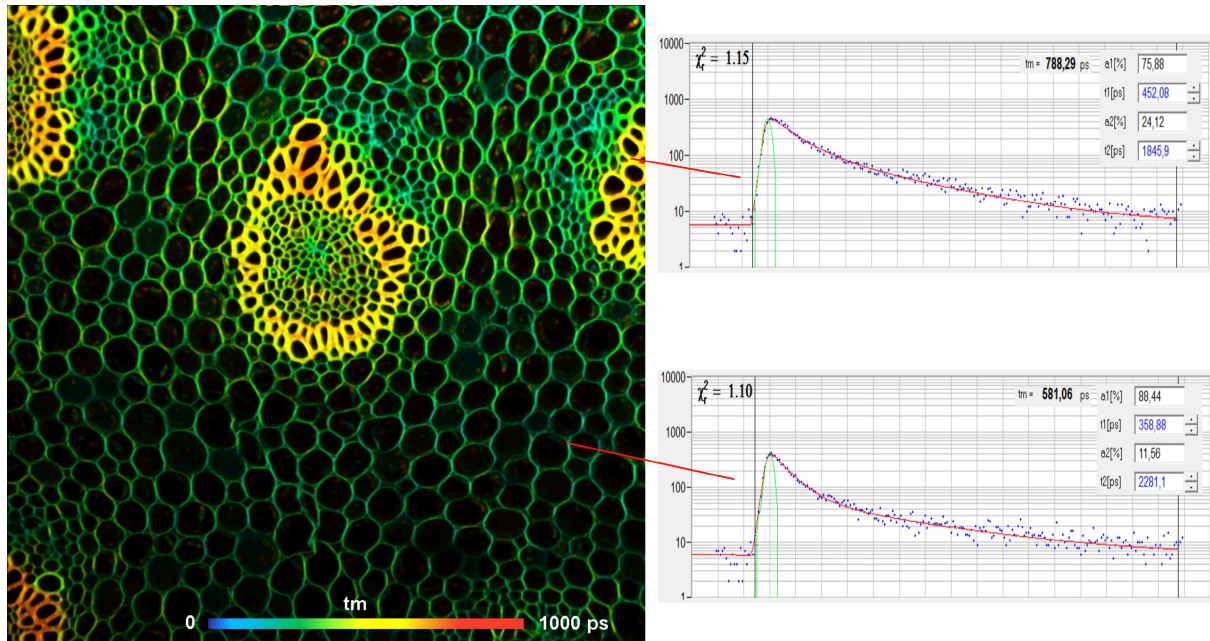 tm
0 1000 ps
10000
1000
100
10
1
χ²r = 1.15
tm = 788,29 ps
a1[%] 75,88
t1[ps] 452,08
a2[%] 24,12
t2[ps] 1845,9
10000
1000
100
10
1
χ²r = 1.10
tm = 581,06 ps
a1[%] 88,44
t1[ps] 358,88
a2[%] 11,56
t2[ps] 2281,1